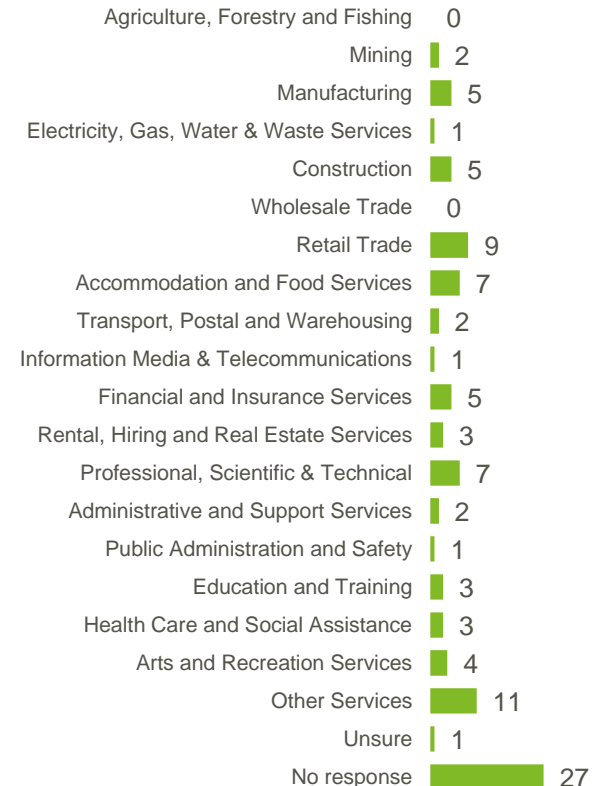 Agriculture, Forestry and Fishing 0
Mining 2
Manufacturing 5
Electricity, Gas, Water & Waste Services 1
Construction 5
Wholesale Trade 0
Retail Trade 9
Accommodation and Food Services 7
Transport, Postal and Warehousing 2
Information Media & Telecommunications 1
Financial and Insurance Services 5
Rental, Hiring and Real Estate Services 3
Professional, Scientific & Technical 7
Administrative and Support Services 2
Public Administration and Safety 1
Education and Training 3
Health Care and Social Assistance 3
Arts and Recreation Services 4
Other Services 11
Unsure 1
No response 27